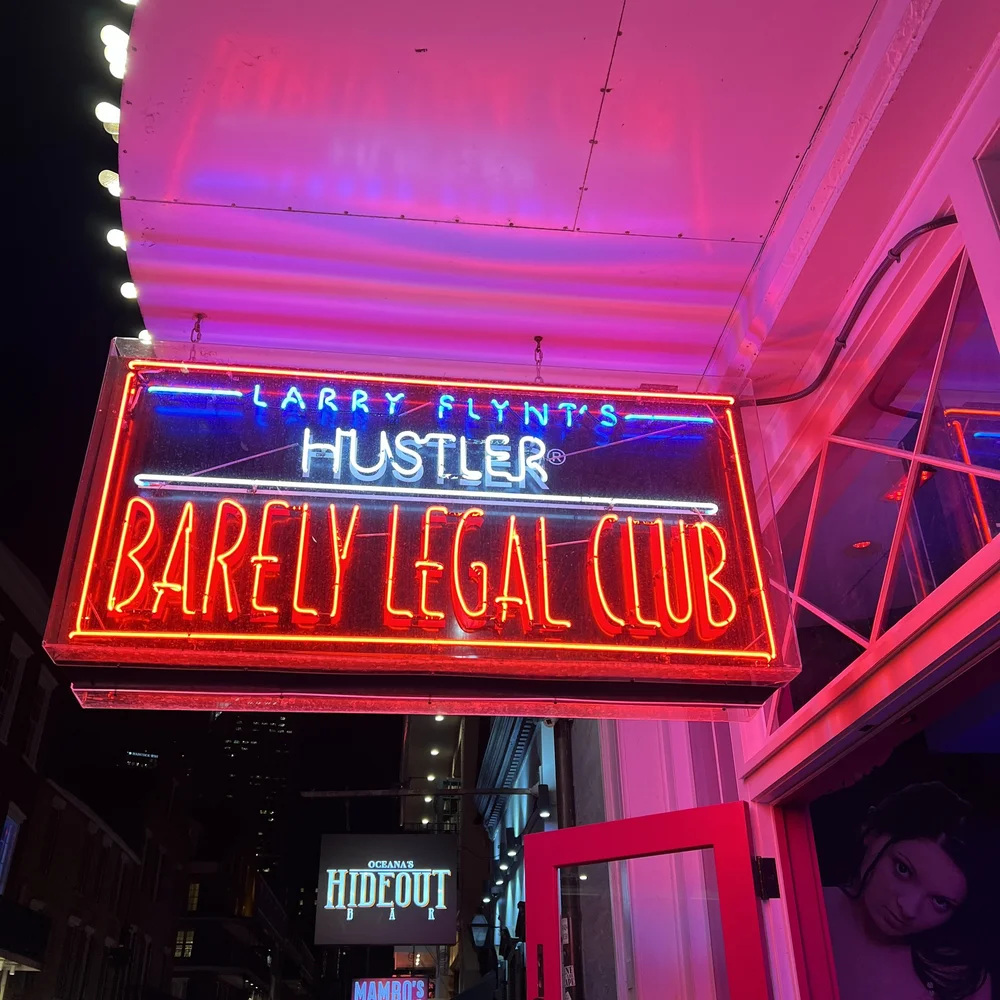 LARRY FLYNT'S
HUSTLER®
BARELY LEGAL CLUB
OCEANA'S
HIDEOUT
BAR
MAMBO'S